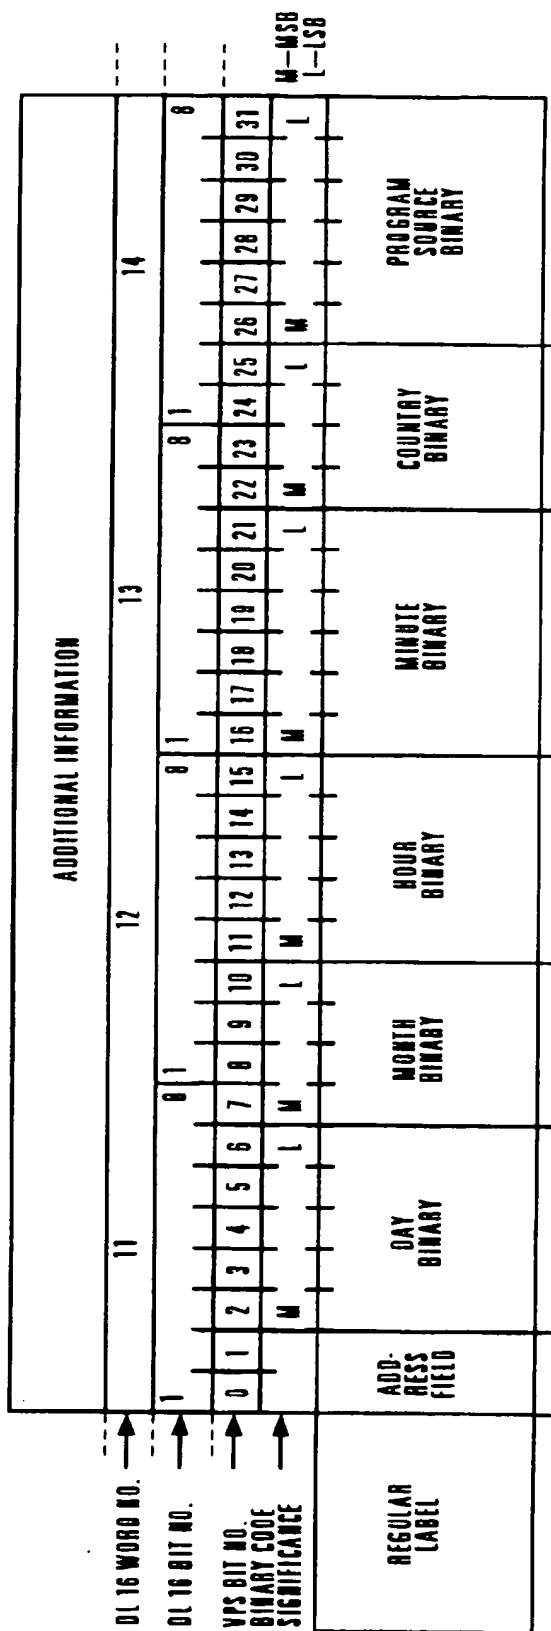 ADDITIONAL INFORMATION
DL 16 WORD NO. 11 12 13 14
DL 16 BIT NO. 1 8 1 8 1 8 1 8
VPS BIT NO. 0 1 2 3 4 5 6 7 8 9 10 11 12 13 14 15 16 17 18 19 20 21 22 23 24 25 26 27 28 29 30 31
BINARY CODE
SIGNIFICANCE
M L M L M L M L M L M L
M—MSB
L—LSB
REGULAR
LABEL
ADD-
RESS
FIELD
DAY
BINARY
MONTH
BINARY
HOUR
BINARY
MINUTE
BINARY
COUNTRY
BINARY
PROGRAM
SOURCE
BINARY